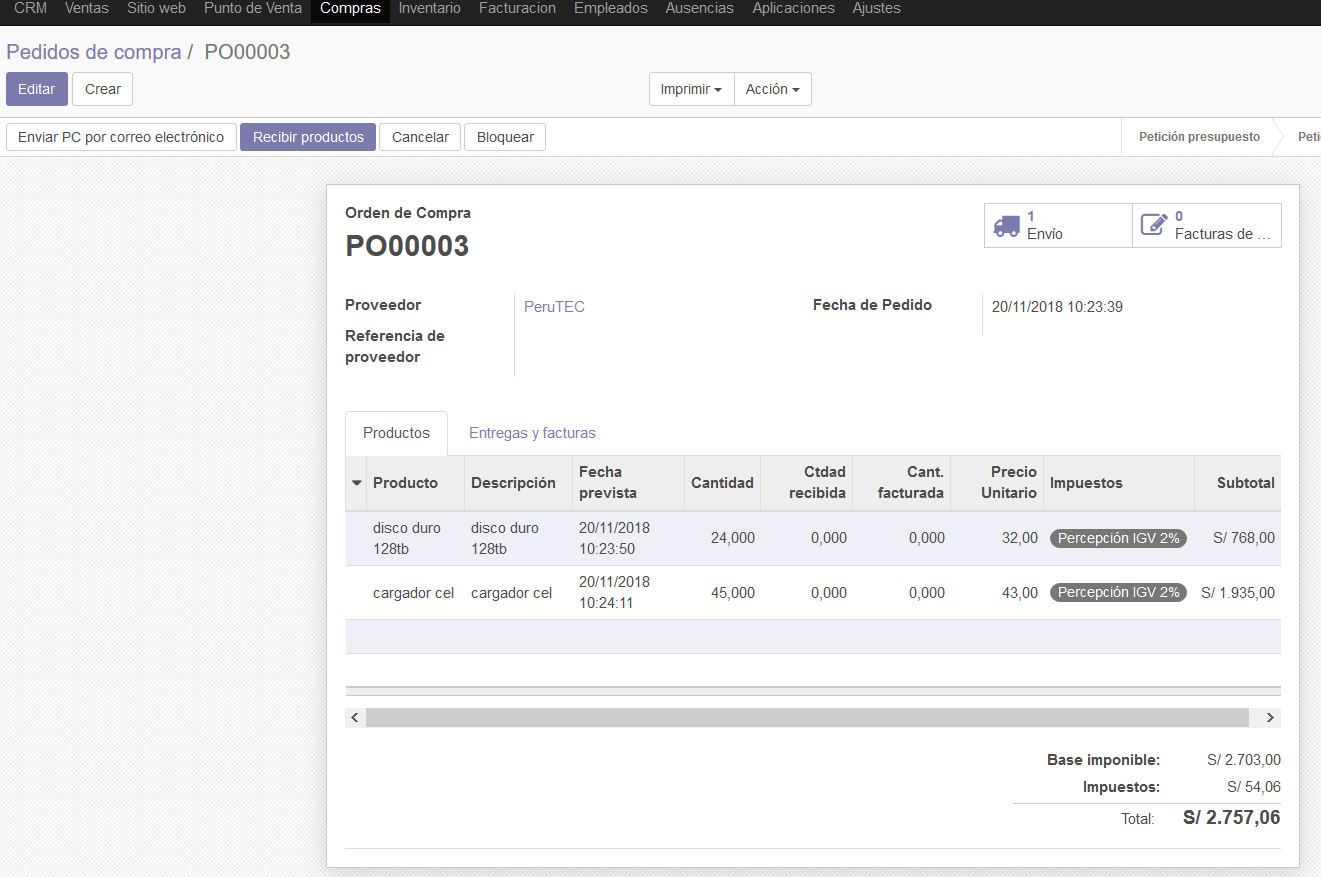 CRM Ventas Sitio web Punto de Venta Compras Inventario Facturacion Empleados Ausencias Aplicaciones Ajustes
Pedidos de compra / PO00003
Editar Crear Imprimir Acción
Enviar PC por correo electrónico Recibir productos Cancelar Bloquear Petición presupuesto Peti
Orden de Compra
PO00003
1
Envío
0
Facturas de ...
Proveedor PeruTEC
Fecha de Pedido 20/11/2018 10:23:39
Referencia de
proveedor
Productos Entregas y facturas
Producto Descripción Fecha
prevista Cantidad Ctdad
recibida Cant.
facturada Precio
Unitario Impuestos Subtotal
disco duro
128tb disco duro
128tb 20/11/2018
10:23:50 24,000 0,000 0,000 32,00 Percepción IGV 2% S/ 768,00
cargador cel cargador cel 20/11/2018
10:24:11 45,000 0,000 0,000 43,00 Percepción IGV 2% S/ 1.935,00
Base imponible: S/ 2.703,00
Impuestos: S/ 54,06
Total: S/ 2.757,06